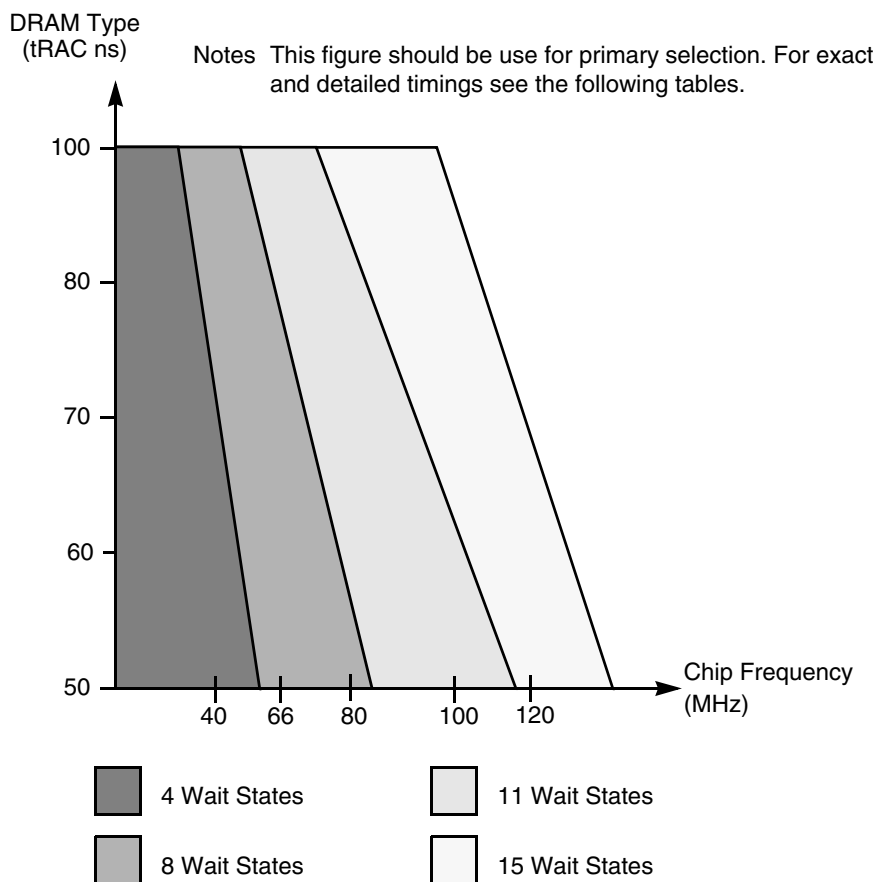 DRAM Type
(tRAC ns)
Notes This figure should be use for primary selection. For exact
and detailed timings see the following tables.
100
80
70
60
50
40
66
80
100
120
Chip Frequency
(MHz)
4 Wait States
11 Wait States
8 Wait States
15 Wait States